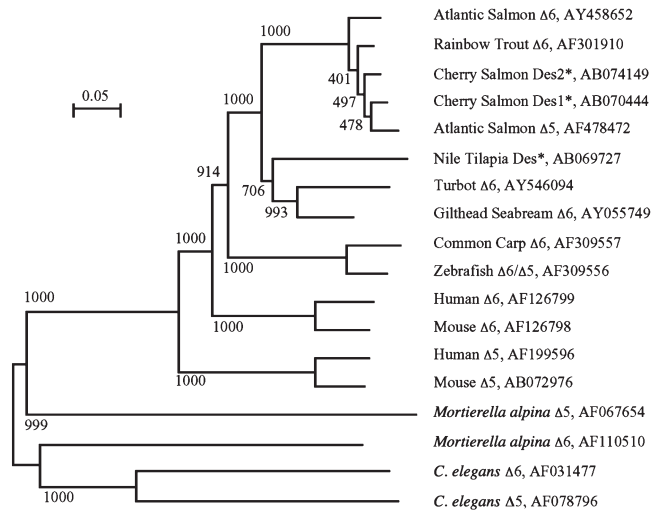 Atlantic Salmon Δ6, AY458652
1000
Rainbow Trout Δ6, AF301910
401
Cherry Salmon Des2*, AB074149
0.05
1000
497
Cherry Salmon Des1*, AB070444
478
Atlantic Salmon Δ5, AF478472
Nile Tilapia Des*, AB069727
914
706
Turbot Δ6, AY546094
993
Gilthead Seabream Δ6, AY055749
1000
Common Carp Δ6, AF309557
1000
Zebrafish Δ6/Δ5, AF309556
1000
Human Δ6, AF126799
1000
Mouse Δ6, AF126798
Human Δ5, AF199596
1000
Mouse Δ5, AB072976
Mortierella alpina Δ5, AF067654
999
Mortierella alpina Δ6, AF110510
C. elegans Δ6, AF031477
1000
C. elegans Δ5, AF078796